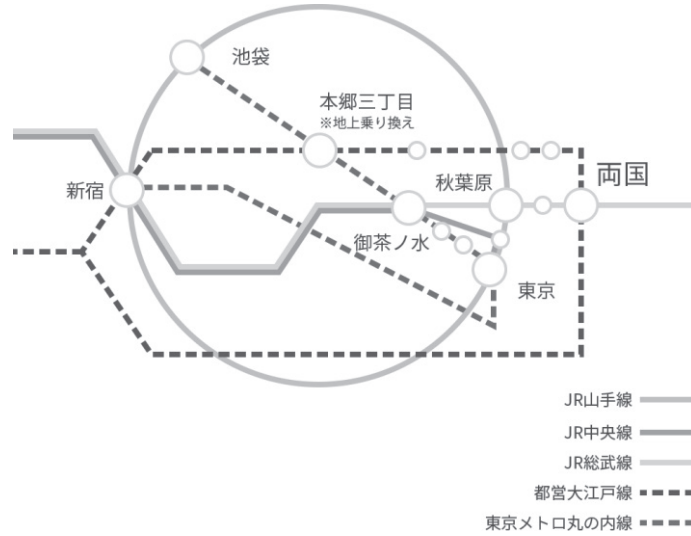 池袋
本郷三丁目
※地上乗り換え
秋葉原
両国
新宿
御茶ノ水
東京
JR山手線
JR中央線
JR総武線
都営大江戸線
東京メトロ丸の内線